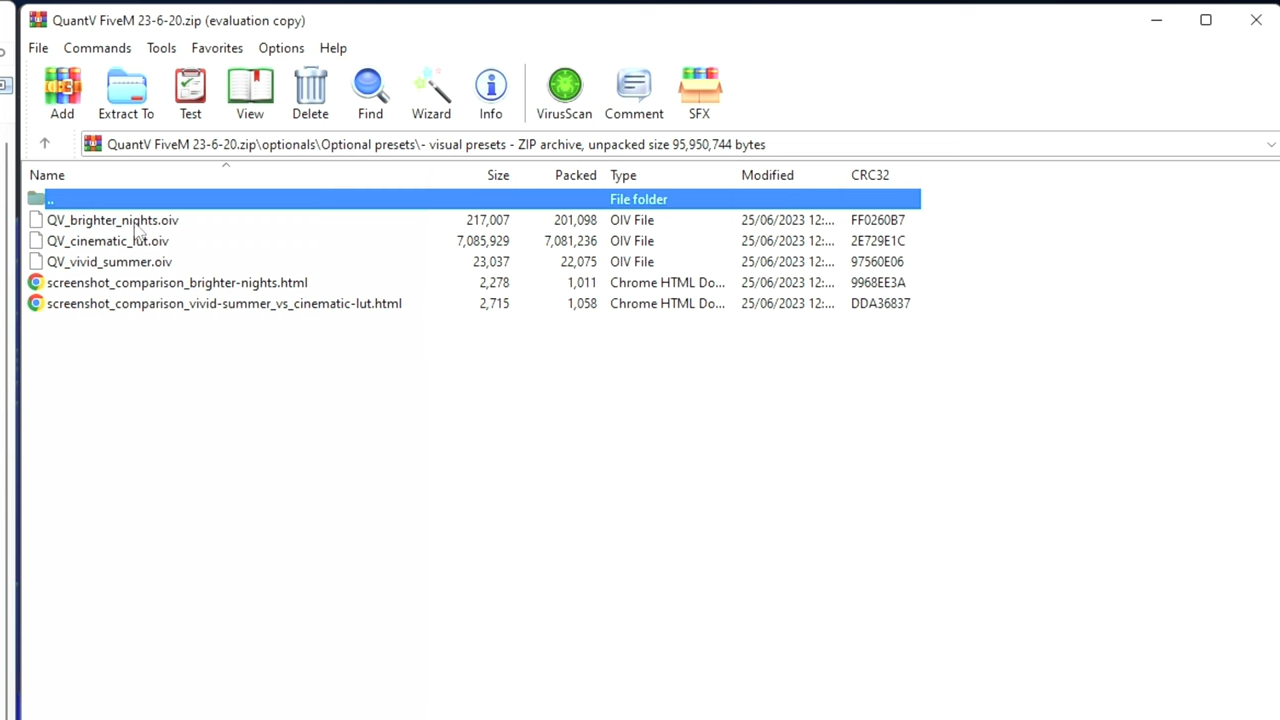 QuantV FiveM 23-6-20.zip (evaluation copy)
File Commands Tools Favorites Options Help
Add Extract To Test View Delete Find Wizard Info VirusScan Comment SFX
QuantV FiveM 23-6-20.zip\optionals\Optional presets\- visual presets - ZIP archive, unpacked size 95,950,744 bytes
Name Size Packed Type Modified CRC32
.. File folder
QV_brighter_nights.oiv 217,007 201,098 OIV File 25/06/2023 12:... FF0260B7
QV_cinematic_lut.oiv 7,085,929 7,081,236 OIV File 25/06/2023 12:... 2E729E1C
QV_vivid_summer.oiv 23,037 22,075 OIV File 25/06/2023 12:... 97560E06
screenshot_comparison_brighter-nights.html 2,278 1,011 Chrome HTML Do... 25/06/2023 12:... 9968EE3A
screenshot_comparison_vivid-summer_vs_cinematic-lut.html 2,715 1,058 Chrome HTML Do... 25/06/2023 12:... DDA36837